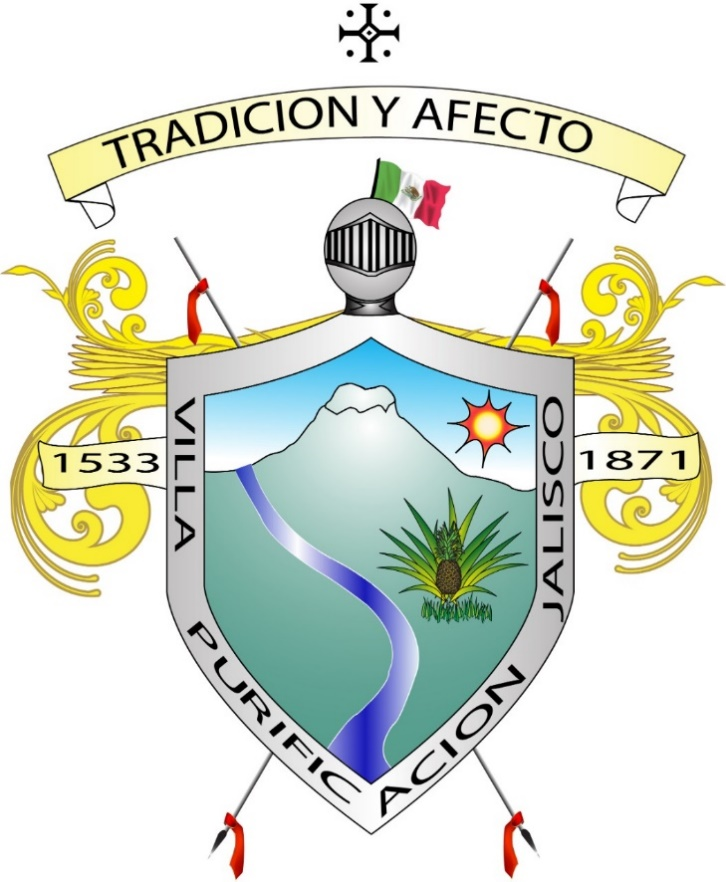 TRADICION Y AFECTO
1533
1871
VILLA
PURIFICACION
JALISCO